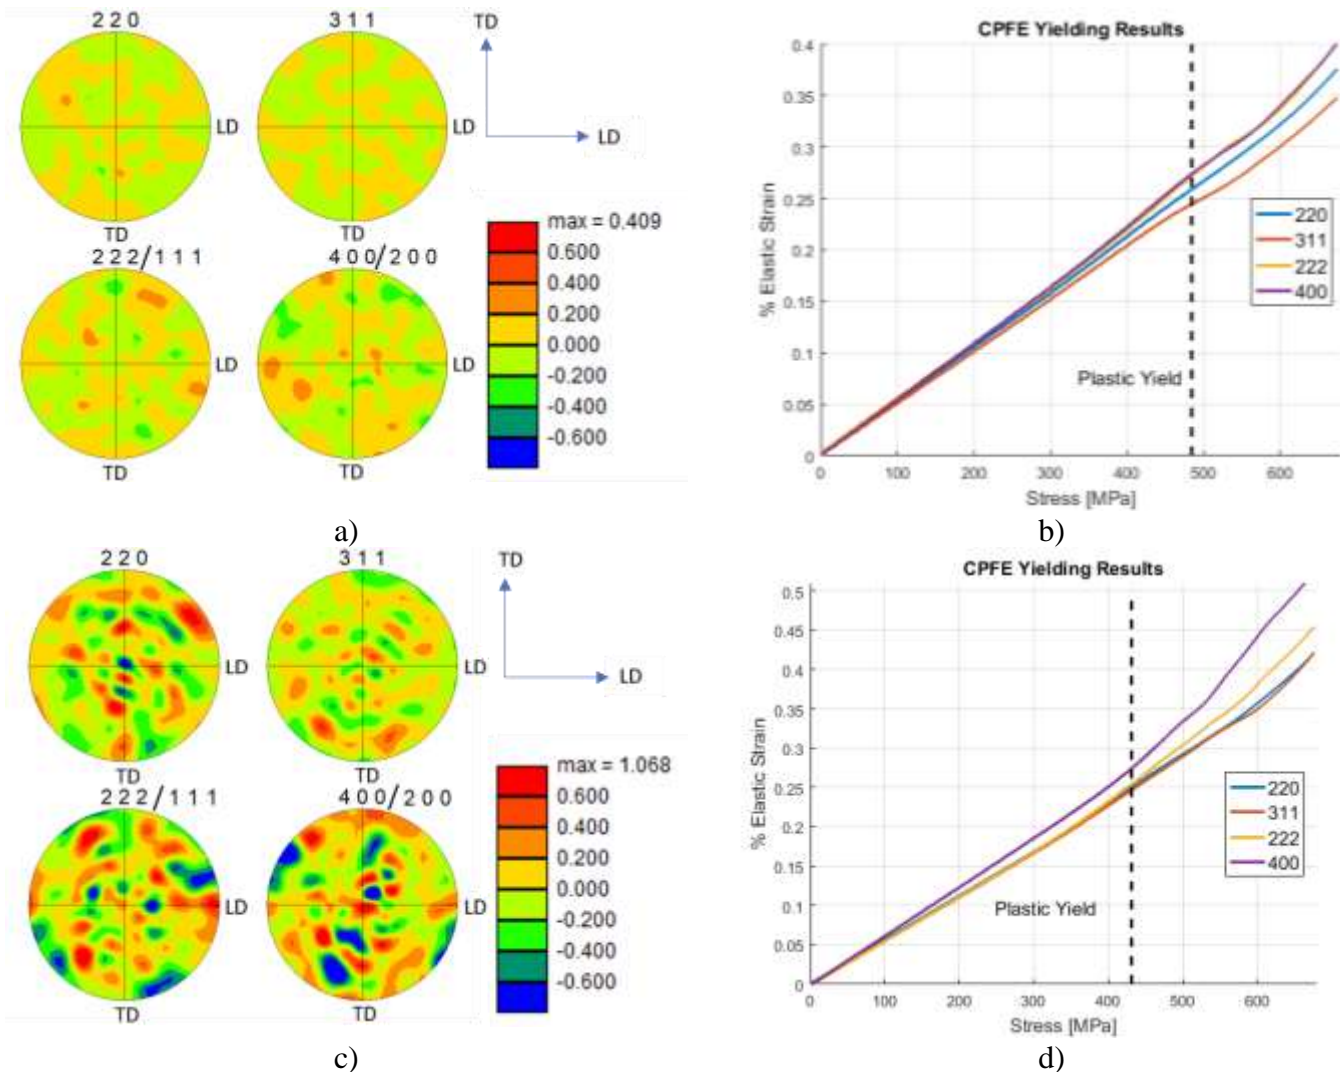 2 2 0
3 1 1
TD
LD
LD
LD
TD
TD
2 2 2/1 1 1
4 0 0/2 0 0
LD
LD
TD
TD
max = 0.409
0.600
0.400
0.200
0.000
-0.200
-0.400
-0.600
a)
CPFE Yielding Results
% Elastic Strain
0.4
0.35
0.3
0.25
0.2
0.15
0.1
0.05
0
Plastic Yield
220
311
222
400
0
100
200
300
400
500
600
Stress [MPa]
b)
2 2 0
3 1 1
TD
LD
LD
LD
TD
TD
2 2 2/1 1 1
4 0 0/2 0 0
LD
LD
TD
TD
max = 1.068
0.600
0.400
0.200
0.000
-0.200
-0.400
-0.600
c)
CPFE Yielding Results
% Elastic Strain
0.5
0.45
0.4
0.35
0.3
0.25
0.2
0.15
0.1
0.05
0
Plastic Yield
220
311
222
400
0
100
200
300
400
500
600
Stress [MPa]
d)